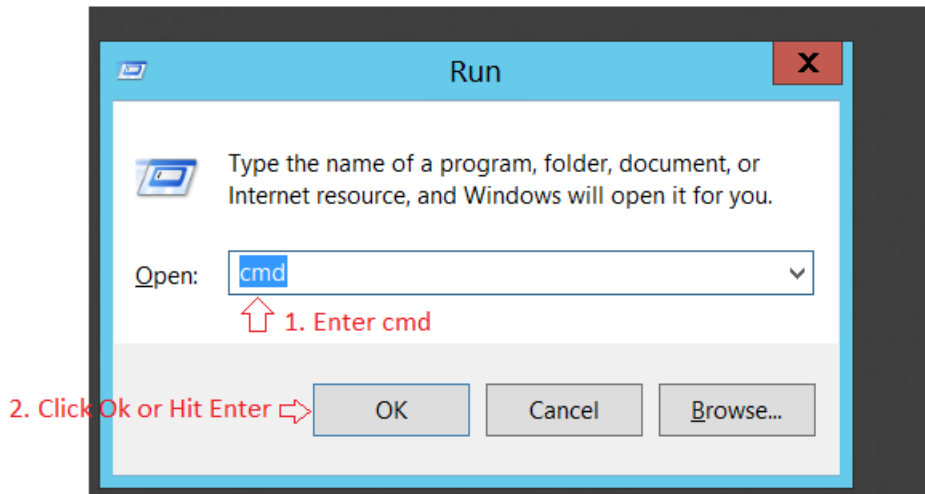 Run
X
Type the name of a program, folder, document, or
Internet resource, and Windows will open it for you.
Open: cmd
1. Enter cmd
2. Click Ok or Hit Enter
OK Cancel Browse...